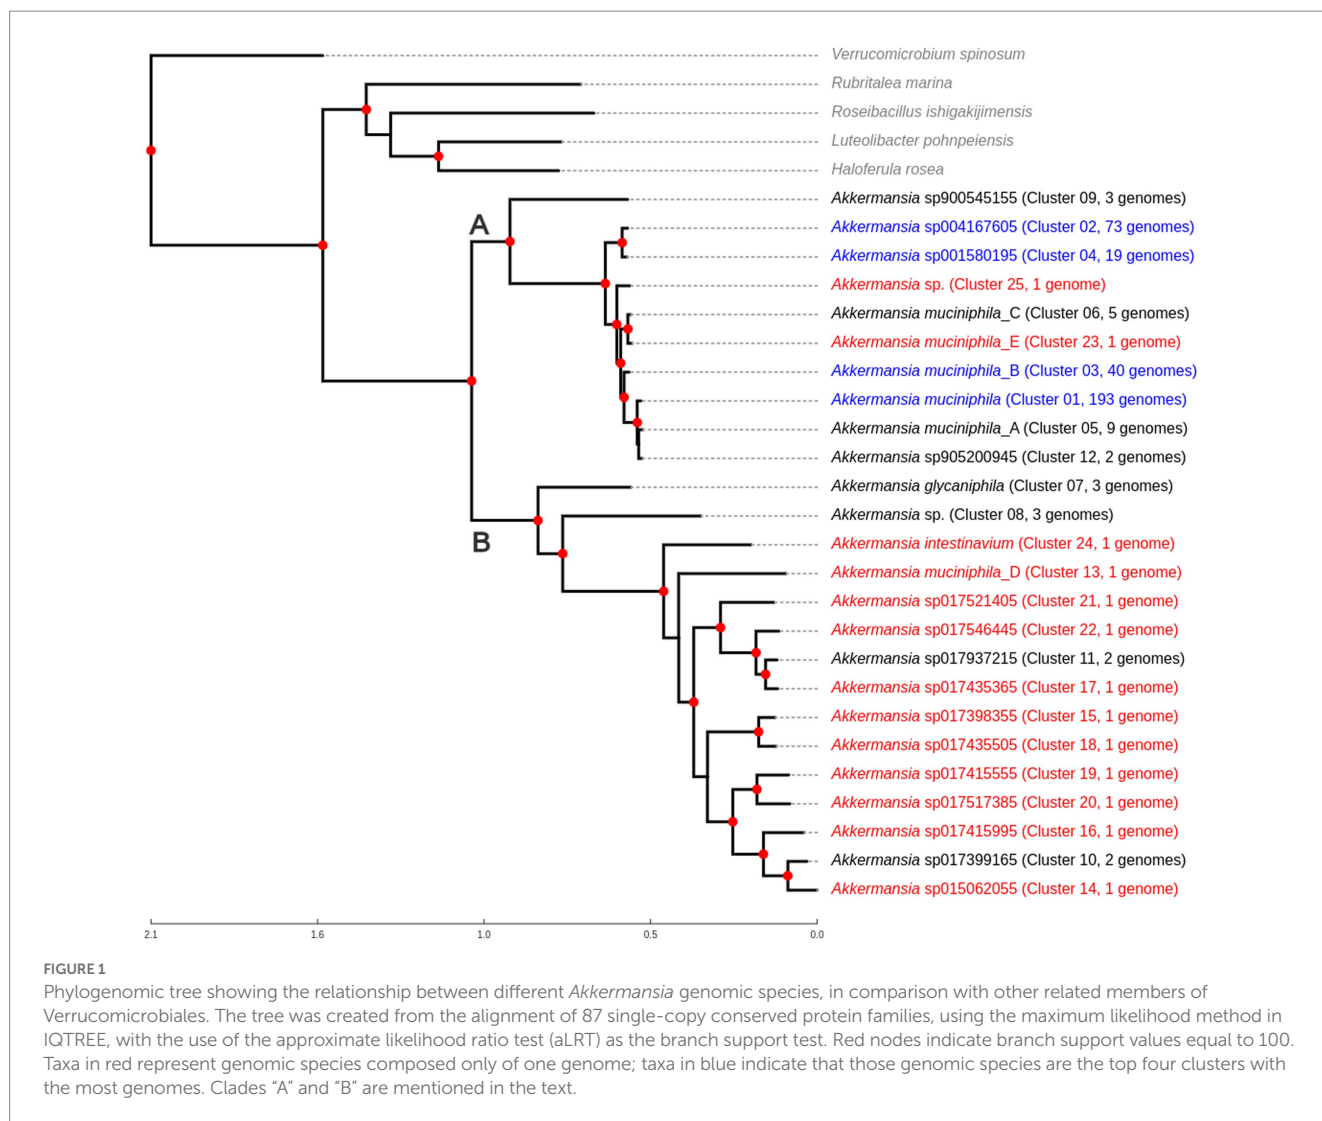 Verrucomicrobium spinosum
Rubritalea marina
Roseibacillus ishigakijimensis
Luteolibacter pohnpeiensis
Haloferula rosea
A
Akkermansia sp900545155 (Cluster 09, 3 genomes)
Akkermansia sp004167605 (Cluster 02, 73 genomes)
Akkermansia sp001580195 (Cluster 04, 19 genomes)
Akkermansia sp. (Cluster 25, 1 genome)
Akkermansia muciniphila_C (Cluster 06, 5 genomes)
Akkermansia muciniphila_E (Cluster 23, 1 genome)
Akkermansia muciniphila_B (Cluster 03, 40 genomes)
Akkermansia muciniphila (Cluster 01, 193 genomes)
Akkermansia muciniphila_A (Cluster 05, 9 genomes)
Akkermansia sp905200945 (Cluster 12, 2 genomes)
Akkermansia glycaniphila (Cluster 07, 3 genomes)
Akkermansia sp. (Cluster 08, 3 genomes)
B
Akkermansia intestinavium (Cluster 24, 1 genome)
Akkermansia muciniphila_D (Cluster 13, 1 genome)
Akkermansia sp017521405 (Cluster 21, 1 genome)
Akkermansia sp017546445 (Cluster 22, 1 genome)
Akkermansia sp017937215 (Cluster 11, 2 genomes)
Akkermansia sp017435365 (Cluster 17, 1 genome)
Akkermansia sp017398355 (Cluster 15, 1 genome)
Akkermansia sp017435505 (Cluster 18, 1 genome)
Akkermansia sp017415555 (Cluster 19, 1 genome)
Akkermansia sp017517385 (Cluster 20, 1 genome)
Akkermansia sp017415995 (Cluster 16, 1 genome)
Akkermansia sp017399165 (Cluster 10, 2 genomes)
Akkermansia sp015062055 (Cluster 14, 1 genome)
2.1 1.6 1.0 0.5 0.0
FIGURE 1
Phylogenomic tree showing the relationship between different Akkermansia genomic species, in comparison with other related members of
Verrucomicrobiales. The tree was created from the alignment of 87 single-copy conserved protein families, using the maximum likelihood method in
IQTREE, with the use of the approximate likelihood ratio test (aLRT) as the branch support test. Red nodes indicate branch support values equal to 100.
Taxa in red represent genomic species composed only of one genome; taxa in blue indicate that those genomic species are the top four clusters with
the most genomes. Clades “A” and “B” are mentioned in the text.